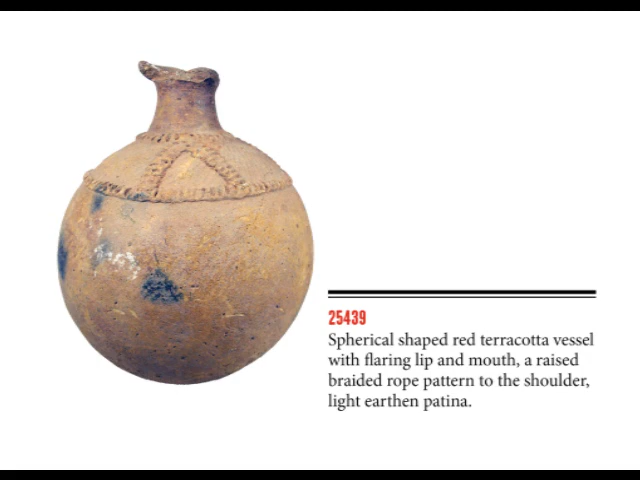 25439
Spherical shaped red terracotta vessel
with flaring lip and mouth, a raised
braided rope pattern to the shoulder,
light earthen patina.